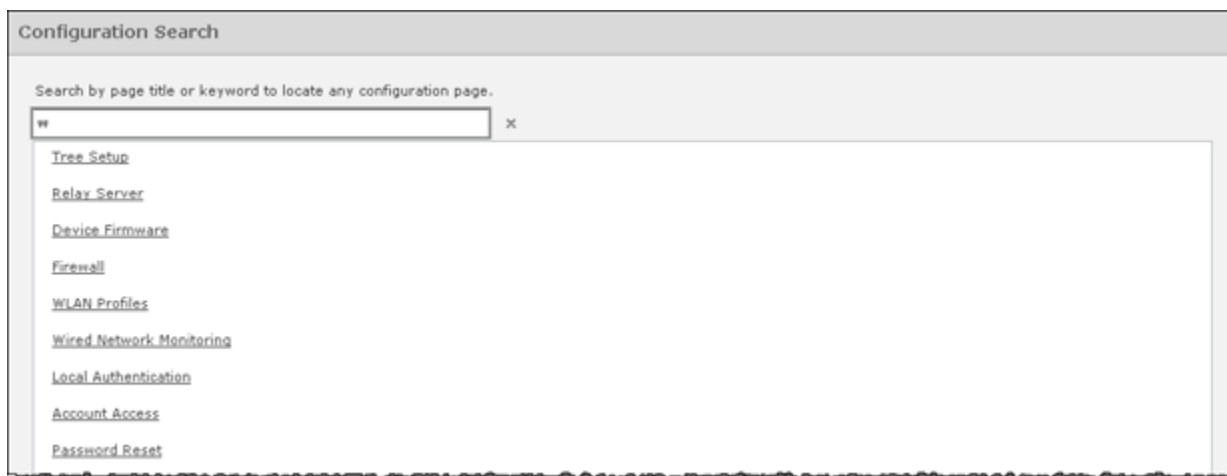 Configuration Search
Search by page title or keyword to locate any configuration page.
w
×
Tree Setup
Relay Server
Device Firmware
Firewall
WLAN Profiles
Wired Network Monitoring
Local Authentication
Account Access
Password Reset